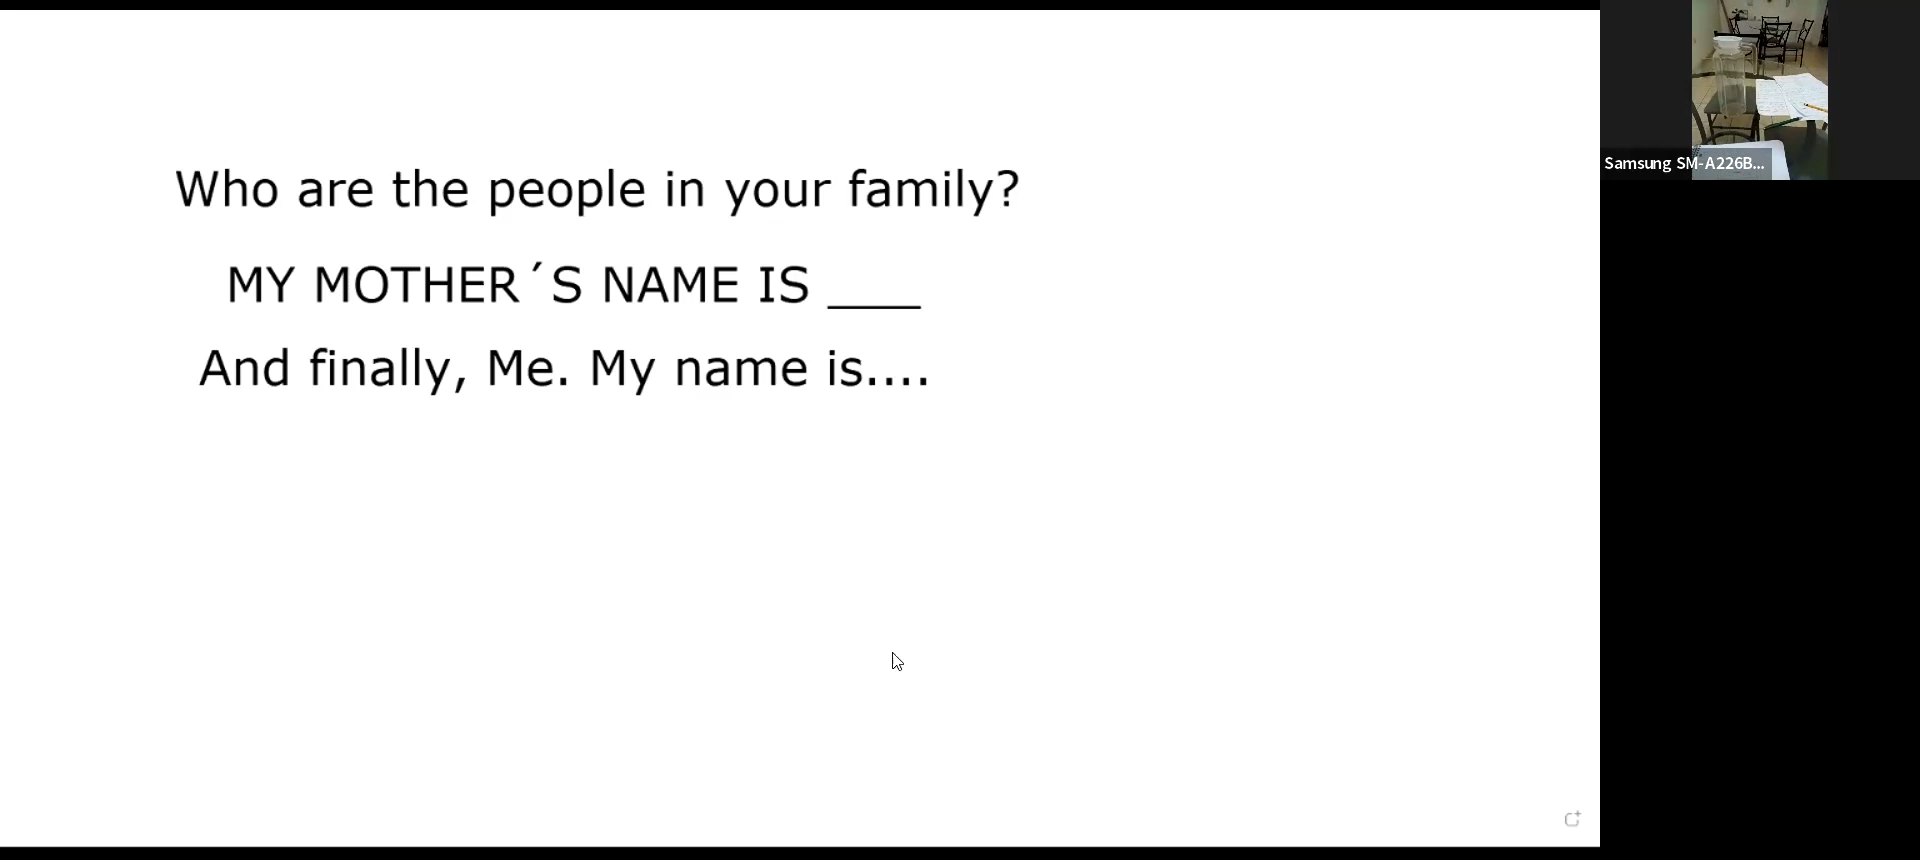 Who are the people in your family?
MY MOTHER´S NAME IS ____
And finally, Me. My name is....
Samsung SM-A226B...